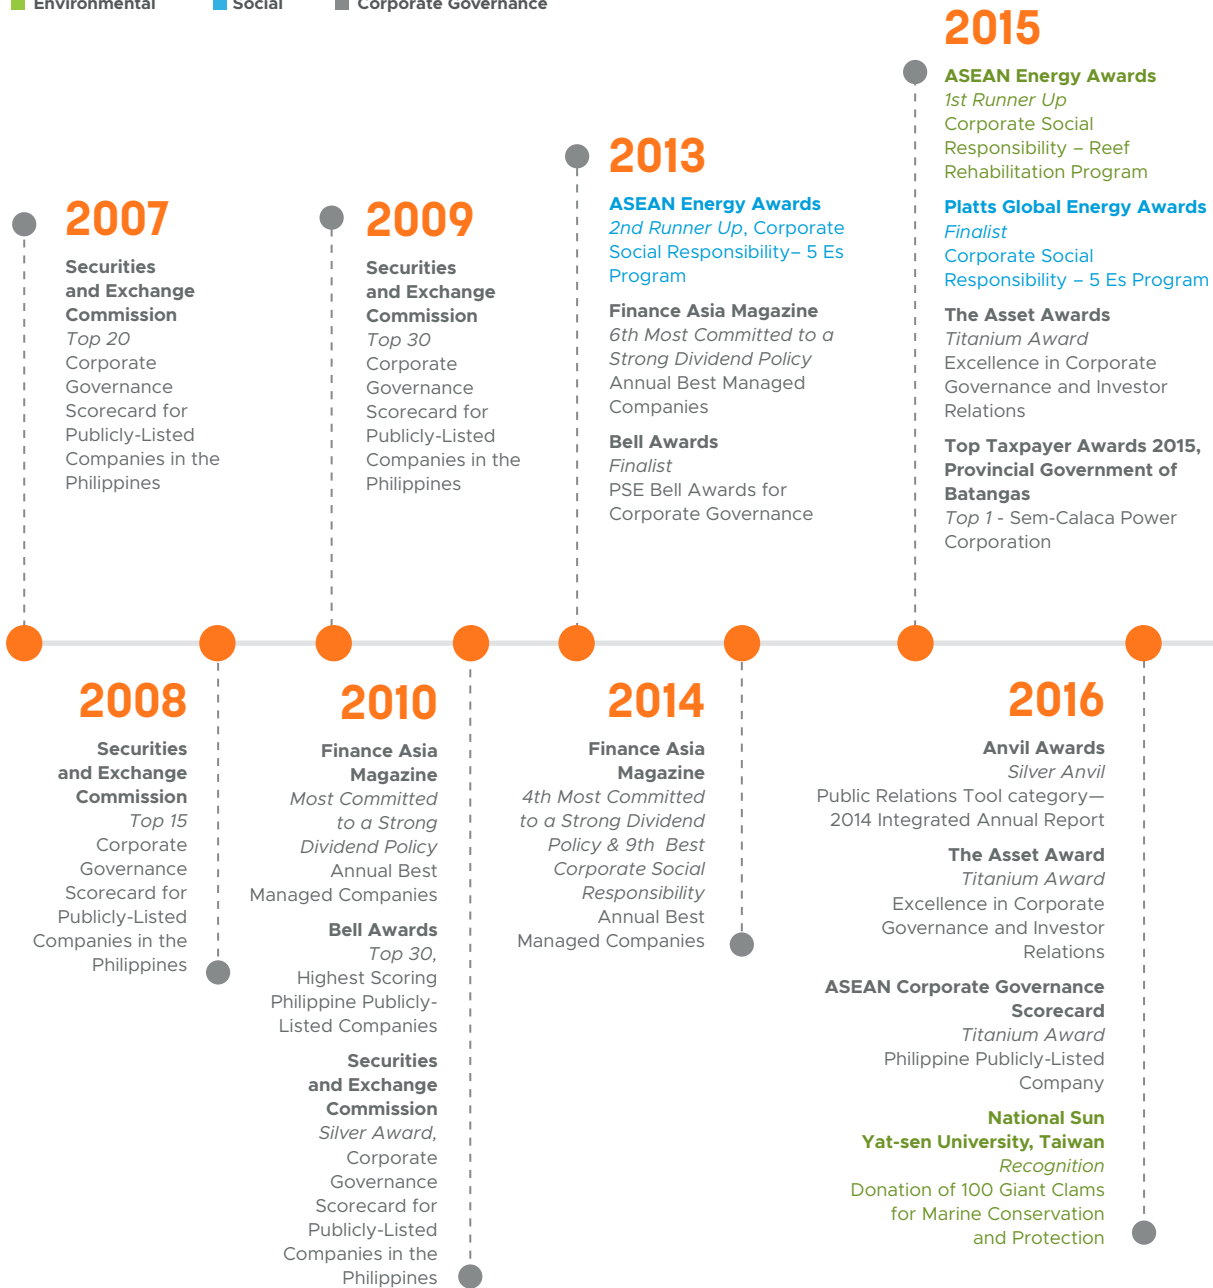 Environmental
Social
Corporate Governance
2007
Securities
and Exchange
Commission
Top 20
Corporate
Governance
Scorecard for
Publicly-Listed
Companies in the
Philippines
2009
Securities
and Exchange
Commission
Top 30
Corporate
Governance
Scorecard for
Publicly-Listed
Companies in the
Philippines
2013
ASEAN Energy Awards
2nd Runner Up, Corporate
Social Responsibility– 5 Es
Program
Finance Asia Magazine
6th Most Committed to a
Strong Dividend Policy
Annual Best Managed
Companies
Bell Awards
Finalist
PSE Bell Awards for
Corporate Governance
2015
ASEAN Energy Awards
1st Runner Up
Corporate Social
Responsibility – Reef
Rehabilitation Program
Platts Global Energy Awards
Finalist
Corporate Social
Responsibility – 5 Es Program
The Asset Awards
Titanium Award
Excellence in Corporate
Governance and Investor
Relations
Top Taxpayer Awards 2015,
Provincial Government of
Batangas
Top 1 - Sem-Calaca Power
Corporation
2008
Securities
and Exchange
Commission
Top 15
Corporate
Governance
Scorecard for
Publicly-Listed
Companies in the
Philippines
2010
Finance Asia
Magazine
Most Committed
to a Strong
Dividend Policy
Annual Best
Managed Companies
Bell Awards
Top 30,
Highest Scoring
Philippine Publicly-
Listed Companies
Securities
and Exchange
Commission
Silver Award,
Corporate
Governance
Scorecard for
Publicly-Listed
Companies in the
Philippines
2014
Finance Asia
Magazine
4th Most Committed
to a Strong Dividend
Policy & 9th Best
Corporate Social
Responsibility
Annual Best
Managed Companies
2016
Anvil Awards
Silver Anvil
Public Relations Tool category—
2014 Integrated Annual Report
The Asset Award
Titanium Award
Excellence in Corporate
Governance and Investor
Relations
ASEAN Corporate Governance
Scorecard
Titanium Award
Philippine Publicly-Listed
Company
National Sun
Yat-sen University, Taiwan
Recognition
Donation of 100 Giant Clams
for Marine Conservation
and Protection